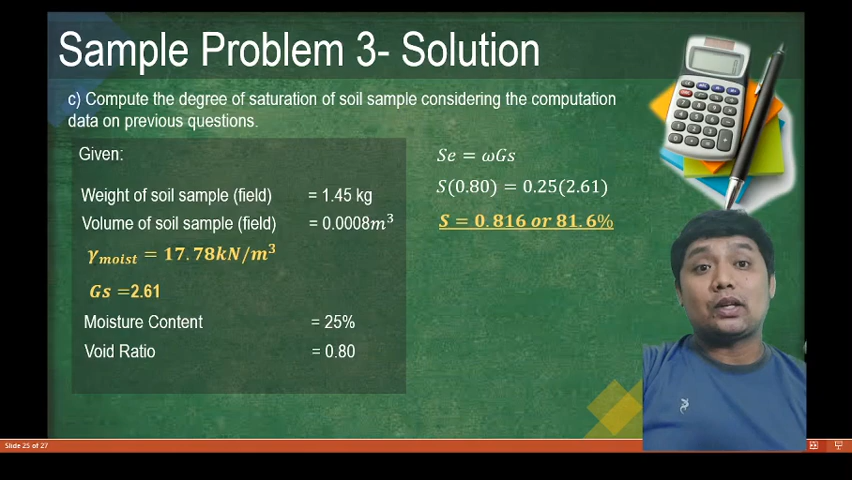 Sample Problem 3- Solution
c) Compute the degree of saturation of soil sample considering the computation
data on previous questions.
Given:
Weight of soil sample (field) = 1.45 kg
Volume of soil sample (field) = 0.0008m³
γmoist = 17.78kN/m³
Gs =2.61
Moisture Content = 25%
Void Ratio = 0.80
Se = ωGs
S(0.80) = 0.25(2.61)
S = 0.816 or 81.6%
Slide 25 of 27